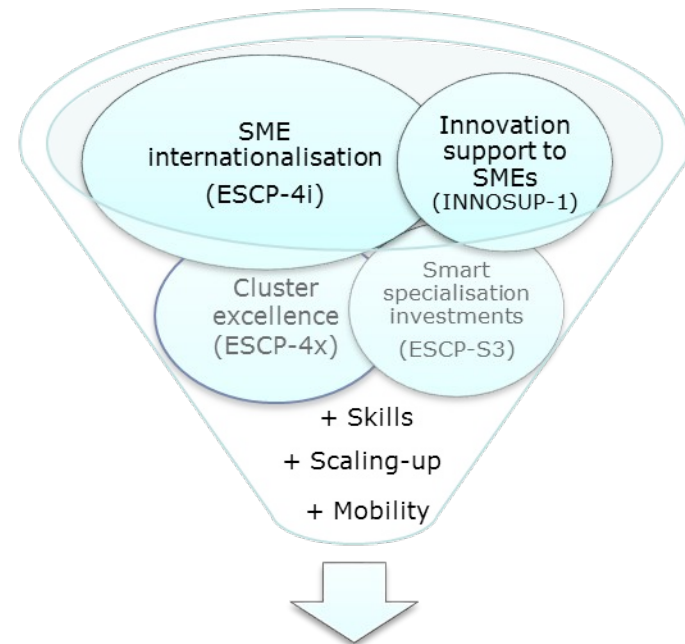 SME
internationalisation
(ESCP-4i)
Innovation
support to
SMEs
(INNOSUP-1)
Cluster
excellence
(ESCP-4x)
Smart
specialisation
investments
(ESCP-S3)
+ Skills
+ Scaling-up
+ Mobility